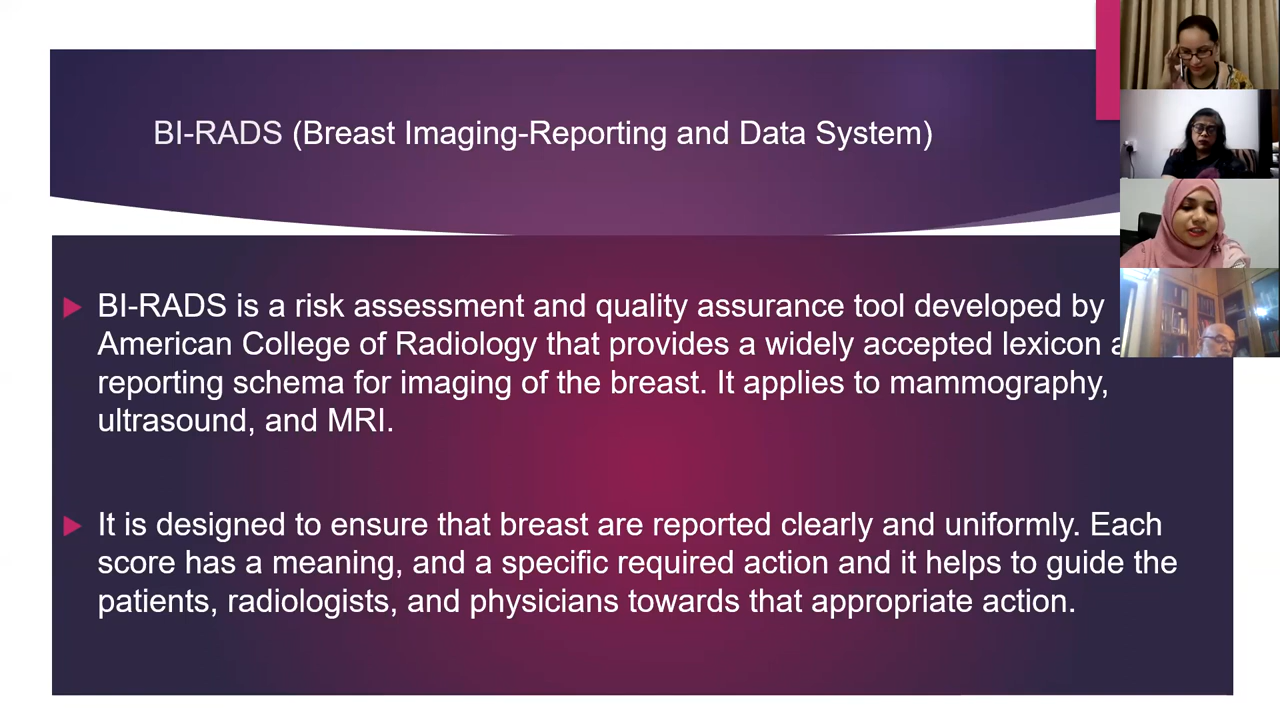 BI-RADS (Breast Imaging-Reporting and Data System)
BI-RADS is a risk assessment and quality assurance tool developed by
American College of Radiology that provides a widely accepted lexicon
reporting schema for imaging of the breast. It applies to mammography,
ultrasound, and MRI.
It is designed to ensure that breast are reported clearly and uniformly. Each
score has a meaning, and a specific required action and it helps to guide the
patients, radiologists, and physicians towards that appropriate action.